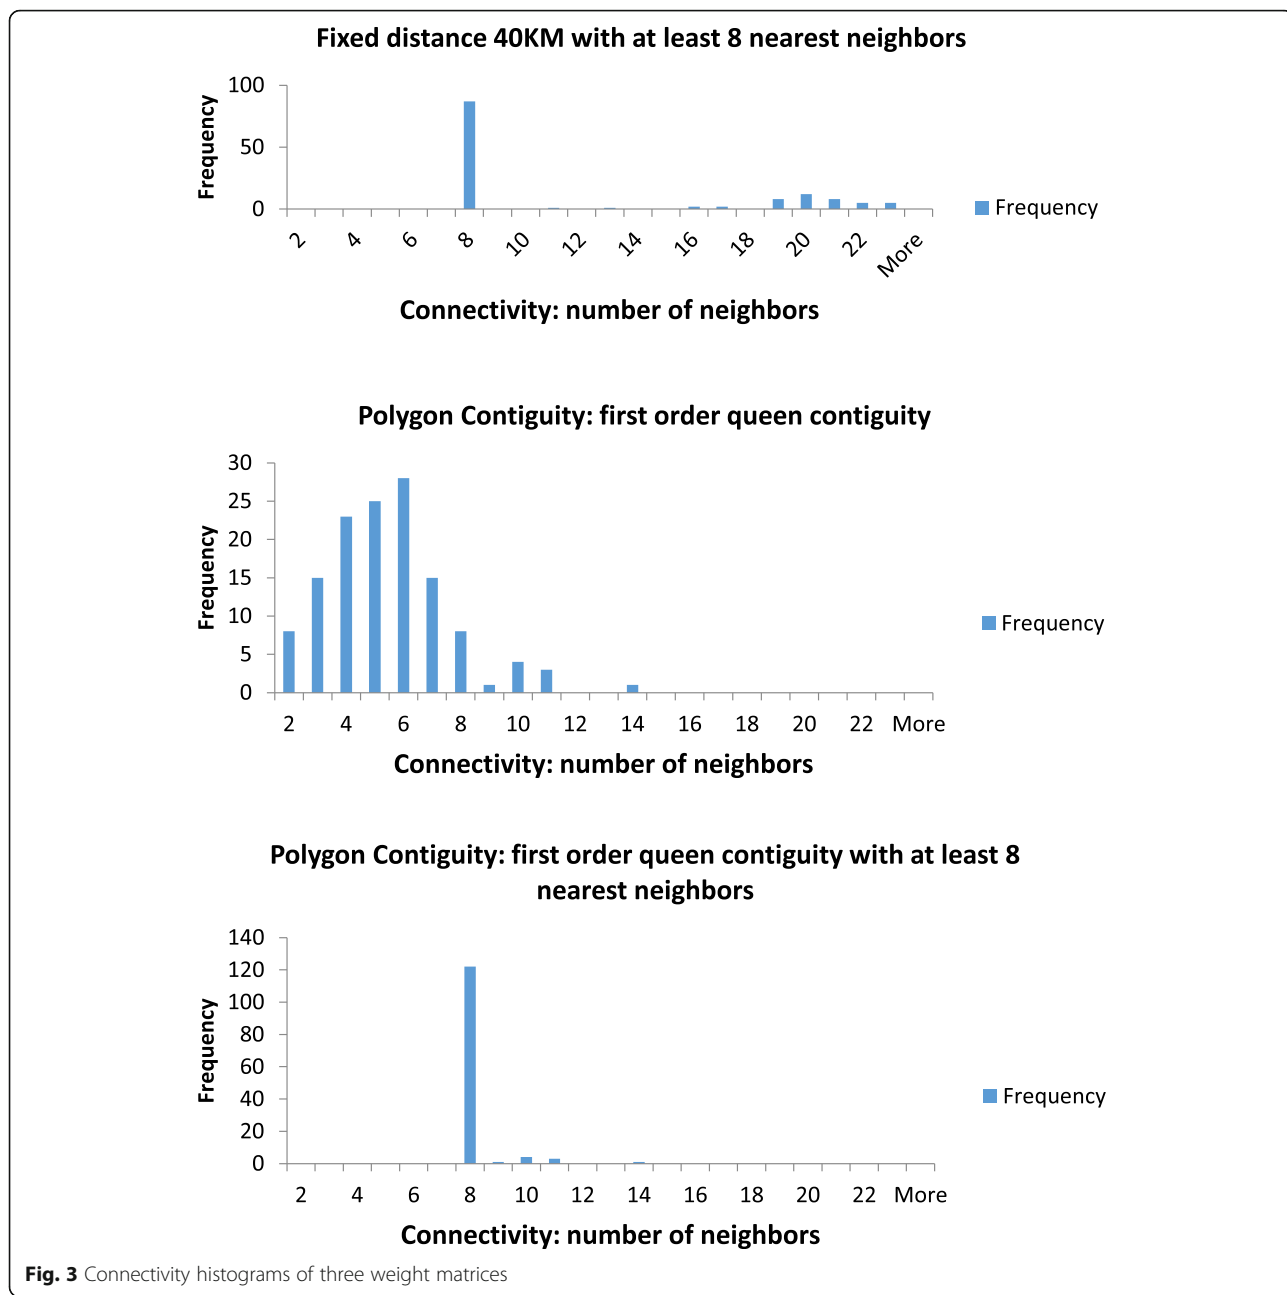 Fixed distance 40KM with at least 8 nearest neighbors
100
50
0
Frequency
2 4 6 8 10 12 14 16 18 20 22 More
Connectivity: number of neighbors
Frequency
Polygon Contiguity: first order queen contiguity
30
25
20
15
10
5
0
Frequency
2 4 6 8 10 12 14 16 18 20 22 More
Connectivity: number of neighbors
Frequency
Polygon Contiguity: first order queen contiguity with at least 8
nearest neighbors
140
120
100
80
60
40
20
0
Frequency
2 4 6 8 10 12 14 16 18 20 22 More
Connectivity: number of neighbors
Frequency
Fig. 3 Connectivity histograms of three weight matrices